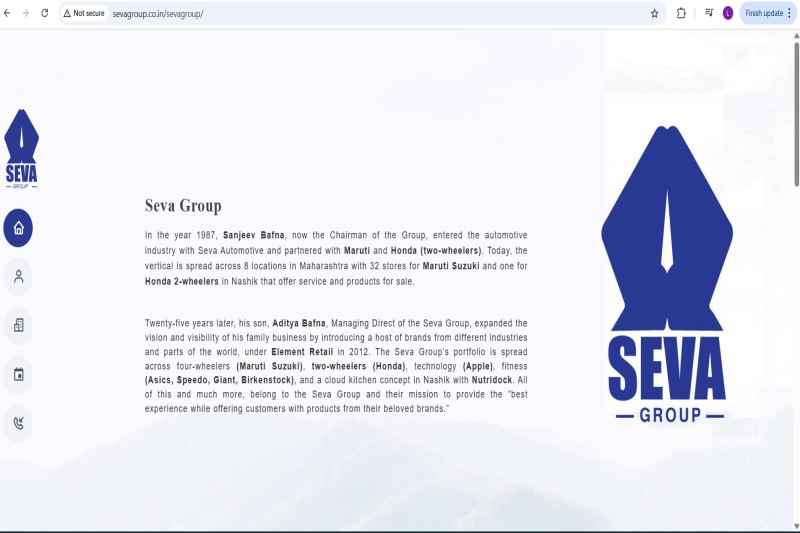 Not secure
sevagroup.co.in/sevagroup/
L
Finish update
SEVA
GROUP
Seva Group
In the year 1987, Sanjeev Bafna, now the Chairman of the Group, entered the automotive
industry with Seva Automotive and partnered with Maruti and Honda (two-wheelers). Today, the
vertical is spread across 8 locations in Maharashtra with 32 stores for Maruti Suzuki and one for
Honda 2-wheelers in Nashik that offer service and products for sale.
Twenty-five years later, his son, Aditya Bafna, Managing Direct of the Seva Group, expanded the
vision and visibility of his family business by introducing a host of brands from different industries
and parts of the world, under Element Retail in 2012. The Seva Group's portfolio is spread
across four-wheelers (Maruti Suzuki), two-wheelers (Honda), technology (Apple), fitness
(Asics, Speedo, Giant, Birkenstock), and a cloud kitchen concept in Nashik with Nutridock. All
of this and much more, belong to the Seva Group and their mission to provide the “best
experience while offering customers with products from their beloved brands.”
SEVA
GROUP